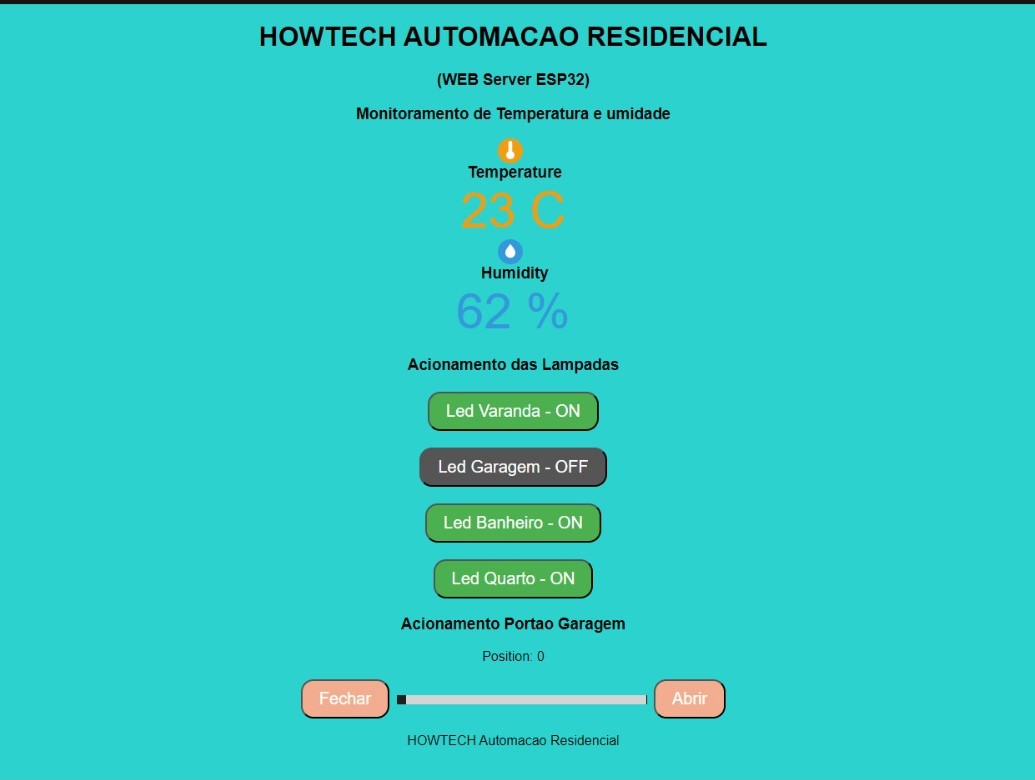 HOWTECH AUTOMACAO RESIDENCIAL
(WEB Server ESP32)
Monitoramento de Temperatura e umidade
Temperature
23 C
Humidity
62 %
Acionamento das Lampadas
Led Varanda - ON
Led Garagem - OFF
Led Banheiro - ON
Led Quarto - ON
Acionamento Portao Garagem
Position: 0
Fechar Abrir
HOWTECH Automacao Residencial